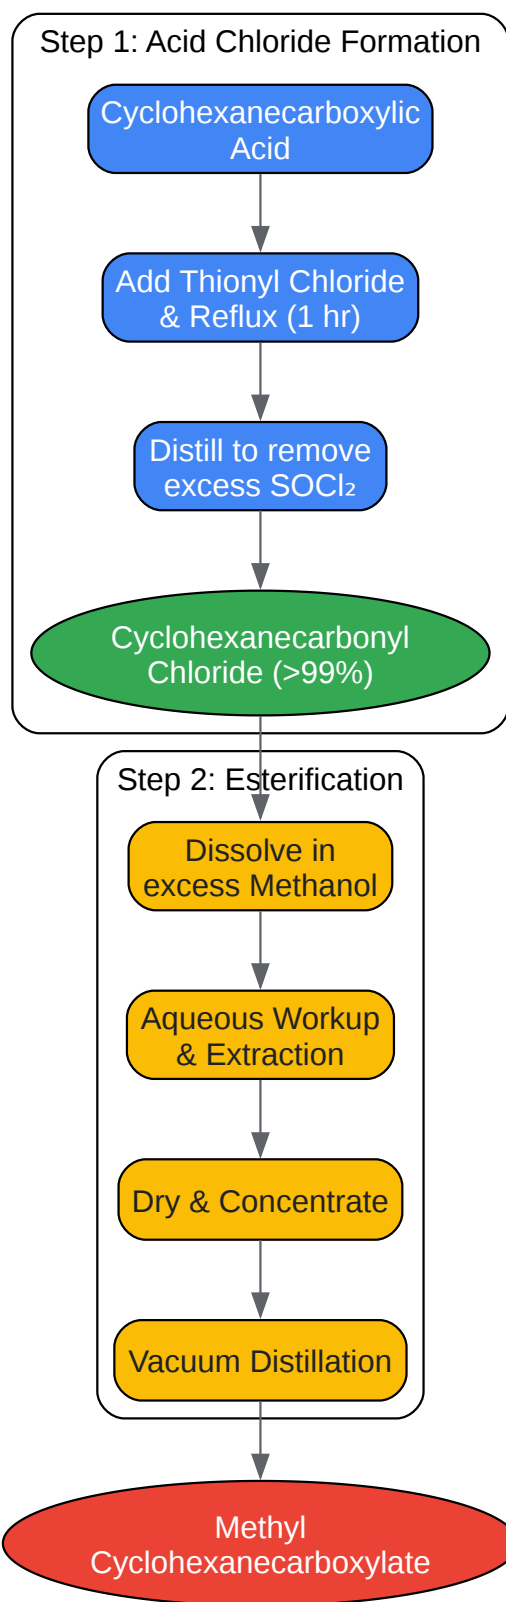 Step 1: Acid Chloride Formation
Cyclohexanecarboxylic
Acid
Add Thionyl Chloride
& Reflux (1 hr)
Distill to remove
excess SOCl₂
Cyclohexanecarbonyl
Chloride (>99%)
Step 2: Esterification
Dissolve in
excess Methanol
Aqueous Workup
& Extraction
Dry & Concentrate
Vacuum Distillation
Methyl
Cyclohexanecarboxylate